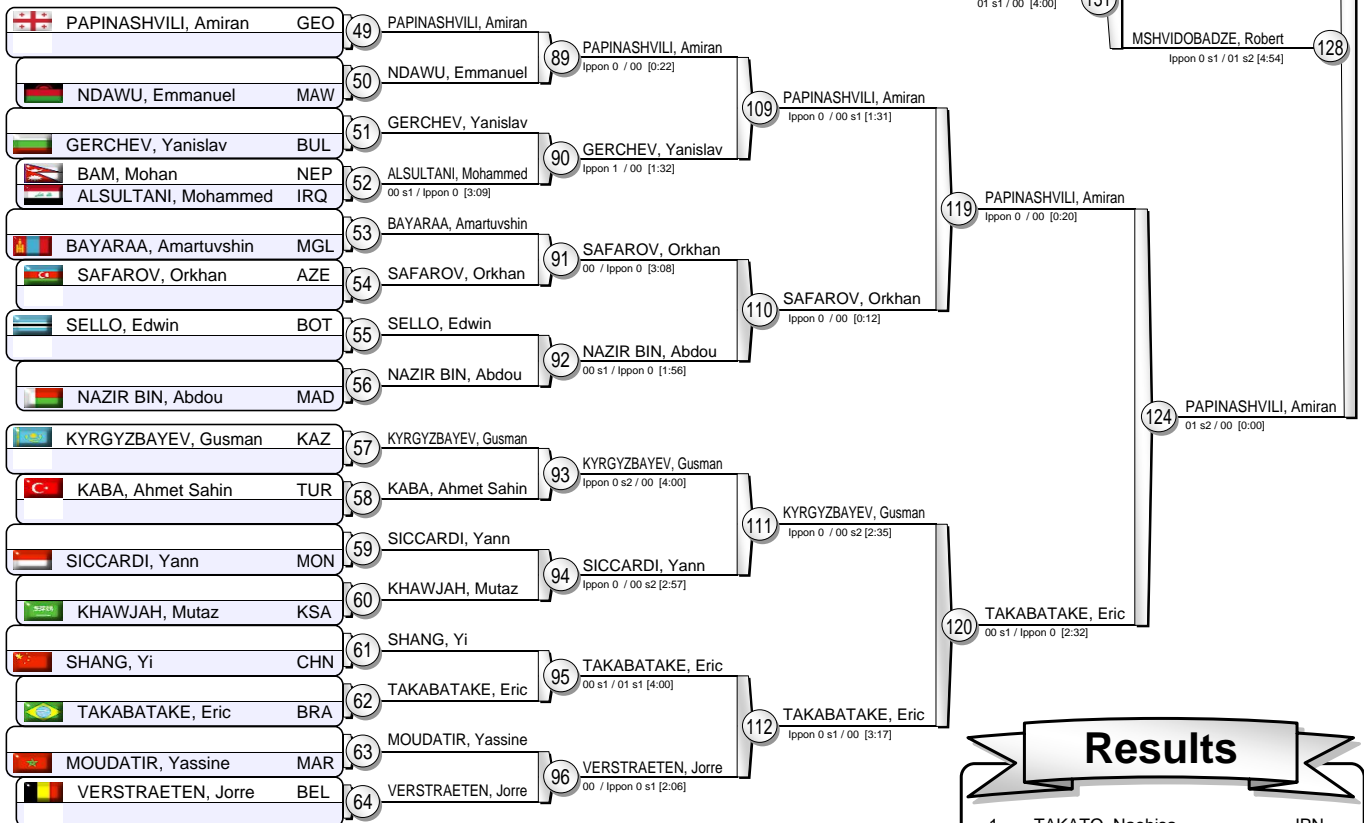 01 s1 / 00 [4:00]
131
MSHVIDOBADZE, Robert
128
Ippon 0 s1 / 01 s2 [4:54]
PAPINASHVILI, Amiran GEO
49
PAPINASHVILI, Amiran
50
NDAWU, Emmanuel
NDAWU, Emmanuel MAW
89
PAPINASHVILI, Amiran
Ippon 0 / 00 [0:22]
51
GERCHEV, Yanislav
GERCHEV, Yanislav BUL
BAM, Mohan NEP
52
ALSULTANI, Mohammed
00 s1 / Ippon 0 [3:09]
ALSULTANI, Mohammed IRQ
90
GERCHEV, Yanislav
Ippon 1 / 00 [1:32]
109
PAPINASHVILI, Amiran
Ippon 0 / 00 s1 [1:31]
53
BAYARAA, Amartuvshin
BAYARAA, Amartuvshin MGL
SAFAROV, Orkhan AZE
54
SAFAROV, Orkhan
91
SAFAROV, Orkhan
00 / Ippon 0 [3:08]
SELLO, Edwin BOT
55
SELLO, Edwin
56
NAZIR BIN, Abdou
NAZIR BIN, Abdou MAD
92
NAZIR BIN, Abdou
00 s1 / Ippon 0 [1:56]
110
SAFAROV, Orkhan
Ippon 0 / 00 [0:12]
119
PAPINASHVILI, Amiran
Ippon 0 / 00 [0:20]
KYRGYZBAYEV, Gusman KAZ
57
KYRGYZBAYEV, Gusman
KABA, Ahmet Sahin TUR
58
KABA, Ahmet Sahin
93
KYRGYZBAYEV, Gusman
Ippon 0 s2 / 00 [4:00]
59
SICCARDI, Yann
SICCARDI, Yann MON
60
KHAWJAH, Mutaz
KHAWJAH, Mutaz KSA
94
SICCARDI, Yann
Ippon 0 / 00 s2 [2:57]
111
KYRGYZBAYEV, Gusman
Ippon 0 / 00 s2 [2:35]
61
SHANG, Yi
SHANG, Yi CHN
62
TAKABATAKE, Eric
TAKABATAKE, Eric BRA
95
TAKABATAKE, Eric
00 s1 / 01 s1 [4:00]
63
MOUDATIR, Yassine
MOUDATIR, Yassine MAR
VERSTRAETEN, Jorre BEL
64
VERSTRAETEN, Jorre
96
VERSTRAETEN, Jorre
00 / Ippon 0 s1 [2:06]
112
TAKABATAKE, Eric
Ippon 0 s1 / 00 [3:17]
120
TAKABATAKE, Eric
00 s1 / Ippon 0 [2:32]
124
PAPINASHVILI, Amiran
01 s2 / 00 [0:00]
Results
1 TAKATO, Naohisa JPN